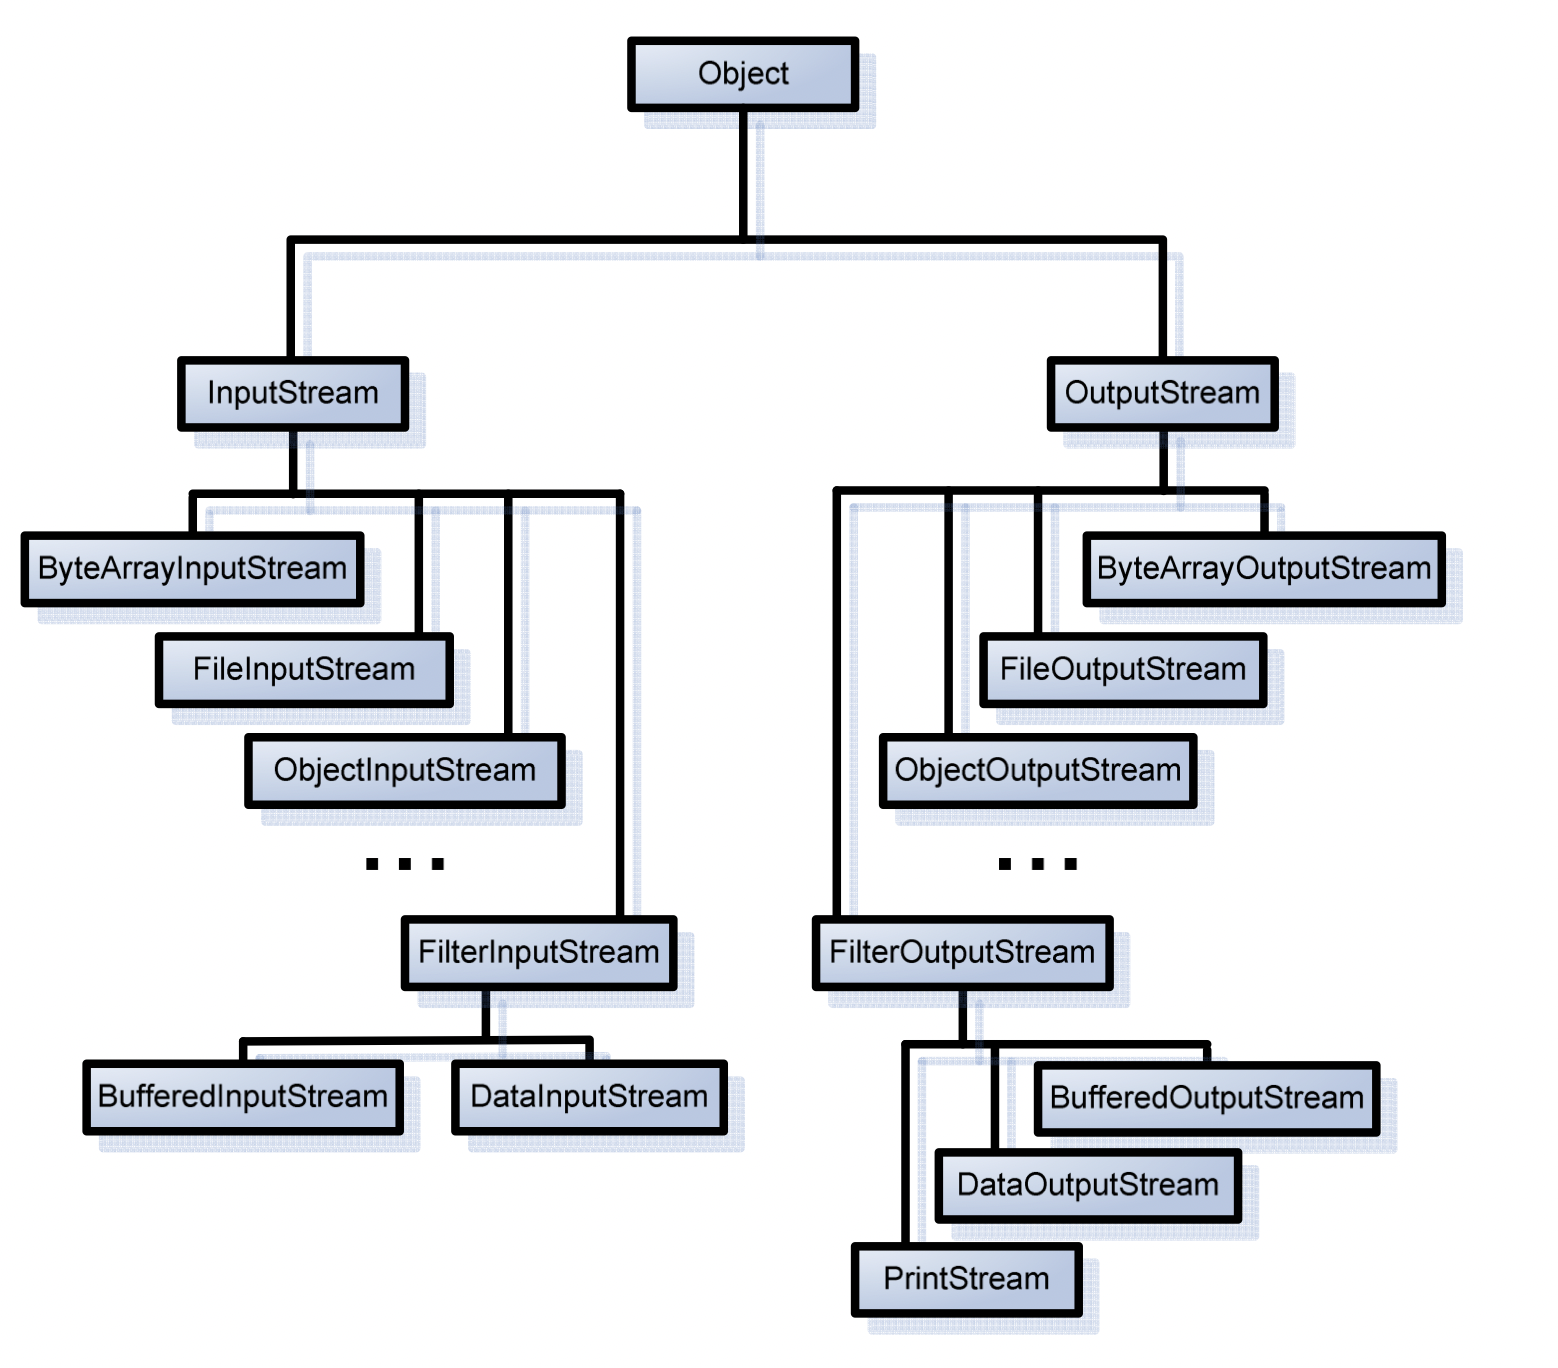 Object
InputStream
OutputStream
ByteArrayInputStream
ByteArrayOutputStream
FileInputStream
FileOutputStream
ObjectInputStream
ObjectOutputStream
...
...
FilterInputStream
FilterOutputStream
BufferedInputStream
DataInputStream
BufferedOutputStream
DataOutputStream
PrintStream